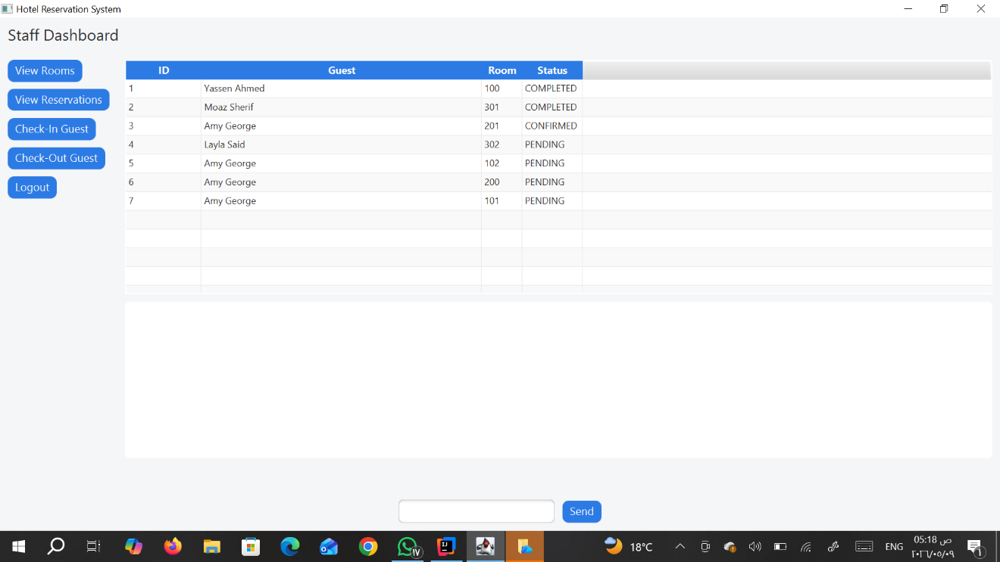 Hotel Reservation System
Staff Dashboard
View Rooms
View Reservations
Check-In Guest
Check-Out Guest
Logout
ID Guest Room Status
1 Yassen Ahmed 100 COMPLETED
2 Moaz Sherif 301 COMPLETED
3 Amy George 201 CONFIRMED
4 Layla Said 302 PENDING
5 Amy George 102 PENDING
6 Amy George 200 PENDING
7 Amy George 101 PENDING
Send
18°C
ENG
05:18 ص
٢٠٢٦/٠٥/٠٩
1